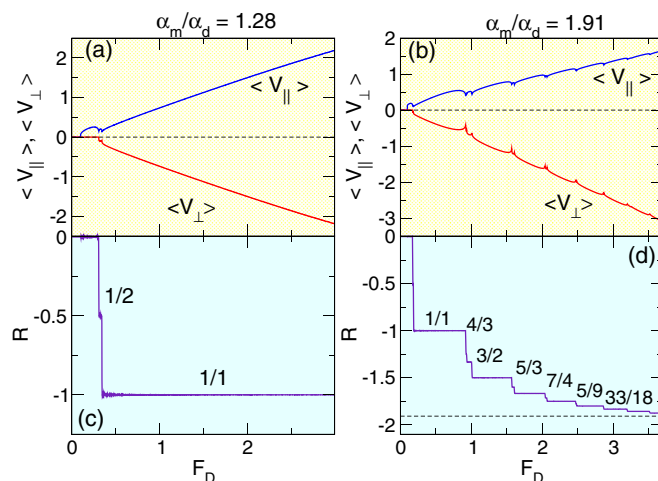 α_m/α_d = 1.28
α_m/α_d = 1.91
(a)
(b)
< V_|| >, < V_⊥ >
< V_|| >, < V_⊥ >
2
1
0
-1
-2
2
1
0
-1
-2
-3
< V_|| >
< V_|| >
<V_⊥>
<V_⊥>
(c)
(d)
R
R
0
-0.5
-1
0
-0.5
-1
-1.5
-2
1/2
1/1
1/1
4/3
3/2
5/3
7/4
5/9
33/18
0 1 2 3
0 1 2 3
F_D
F_D